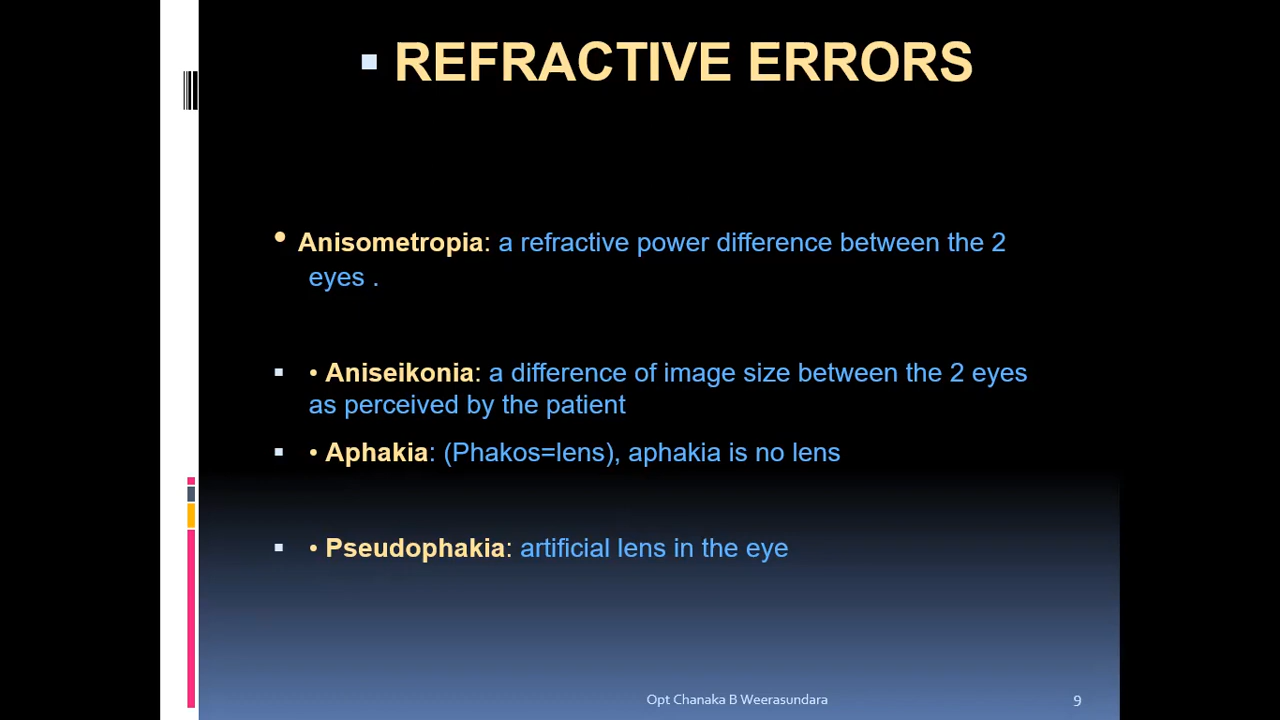 ▪ REFRACTIVE ERRORS
• Anisometropia: a refractive power difference between the 2
eyes .
▪ • Aniseikonia: a difference of image size between the 2 eyes
as perceived by the patient
▪ • Aphakia: (Phakos=lens), aphakia is no lens
▪ • Pseudophakia: artificial lens in the eye
Opt Chanaka B Weerasundara
9